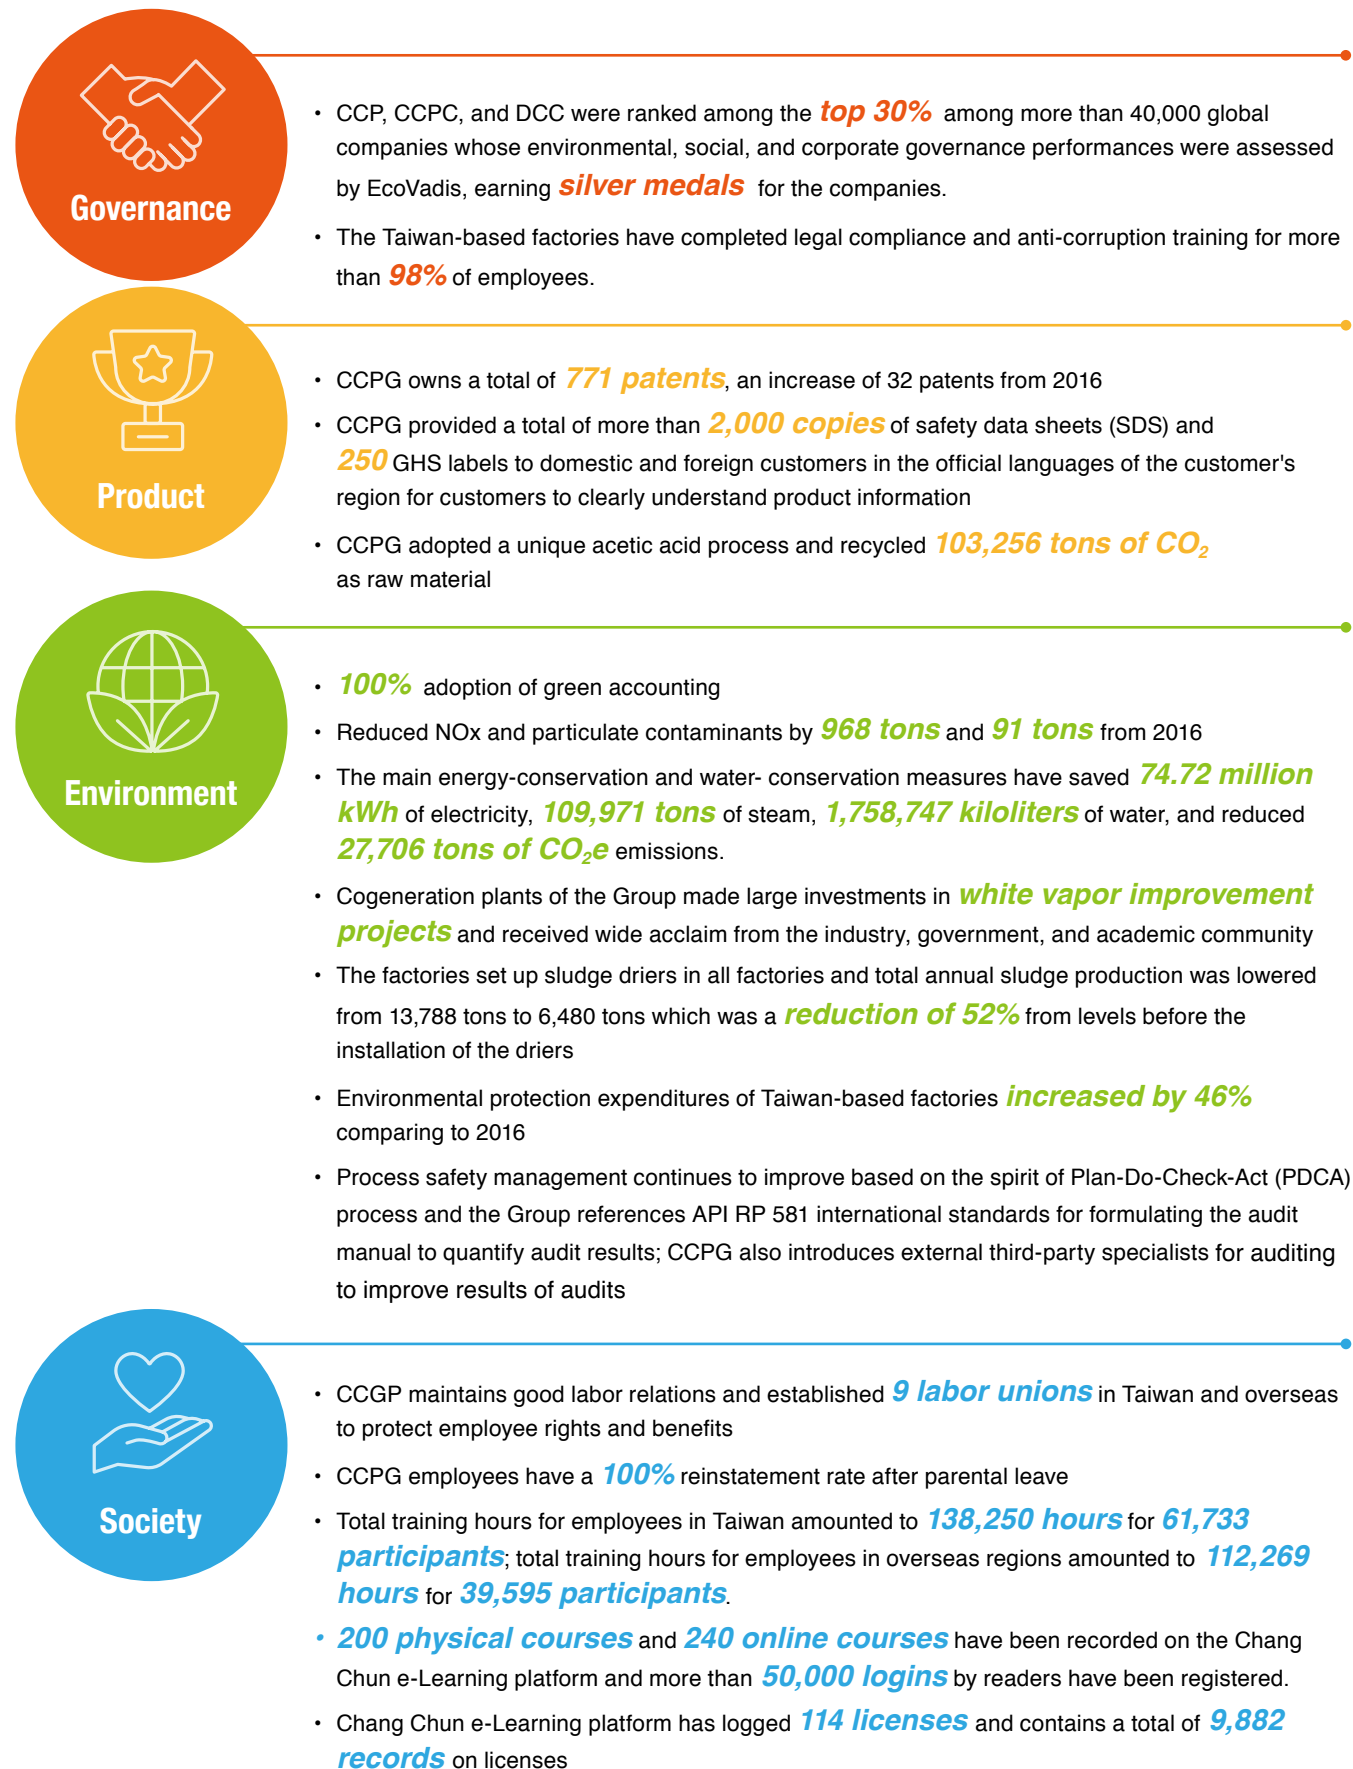 Governance
• CCP, CCPC, and DCC were ranked among the top 30% among more than 40,000 global
companies whose environmental, social, and corporate governance performances were assessed
by EcoVadis, earning silver medals for the companies.
• The Taiwan-based factories have completed legal compliance and anti-corruption training for more
than 98% of employees.
Product
• CCPG owns a total of 771 patents, an increase of 32 patents from 2016
• CCPG provided a total of more than 2,000 copies of safety data sheets (SDS) and
250 GHS labels to domestic and foreign customers in the official languages of the customer's
region for customers to clearly understand product information
• CCPG adopted a unique acetic acid process and recycled 103,256 tons of CO₂
as raw material
Environment
• 100% adoption of green accounting
• Reduced NOx and particulate contaminants by 968 tons and 91 tons from 2016
• The main energy-conservation and water- conservation measures have saved 74.72 million
kWh of electricity, 109,971 tons of steam, 1,758,747 kiloliters of water, and reduced
27,706 tons of CO₂e emissions.
• Cogeneration plants of the Group made large investments in white vapor improvement
projects and received wide acclaim from the industry, government, and academic community
• The factories set up sludge driers in all factories and total annual sludge production was lowered
from 13,788 tons to 6,480 tons which was a reduction of 52% from levels before the
installation of the driers
• Environmental protection expenditures of Taiwan-based factories increased by 46%
comparing to 2016
• Process safety management continues to improve based on the spirit of Plan-Do-Check-Act (PDCA)
process and the Group references API RP 581 international standards for formulating the audit
manual to quantify audit results; CCPG also introduces external third-party specialists for auditing
to improve results of audits
Society
• CCGP maintains good labor relations and established 9 labor unions in Taiwan and overseas
to protect employee rights and benefits
• CCPG employees have a 100% reinstatement rate after parental leave
• Total training hours for employees in Taiwan amounted to 138,250 hours for 61,733
participants; total training hours for employees in overseas regions amounted to 112,269
hours for 39,595 participants.
• 200 physical courses and 240 online courses have been recorded on the Chang
Chun e-Learning platform and more than 50,000 logins by readers have been registered.
• Chang Chun e-Learning platform has logged 114 licenses and contains a total of 9,882
records on licenses